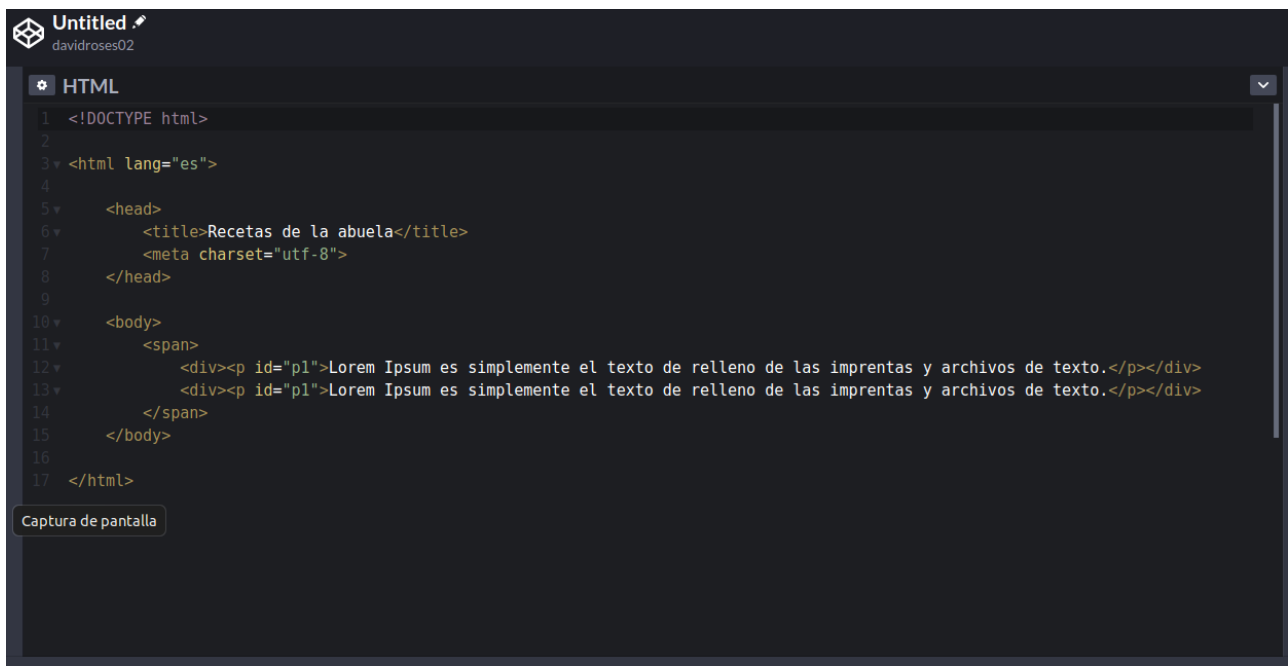 Untitled
davidroses02
HTML
1 <!DOCTYPE html>
2
3 <html lang="es">
4
5 <head>
6 <title>Recetas de la abuela</title>
7 <meta charset="utf-8">
8 </head>
9
10 <body>
11 <span>
12 <div><p id="p1">Lorem Ipsum es simplemente el texto de relleno de las imprentas y archivos de texto.</p></div>
13 <div><p id="p1">Lorem Ipsum es simplemente el texto de relleno de las imprentas y archivos de texto.</p></div>
14 </span>
15 </body>
16
17 </html>
Captura de pantalla